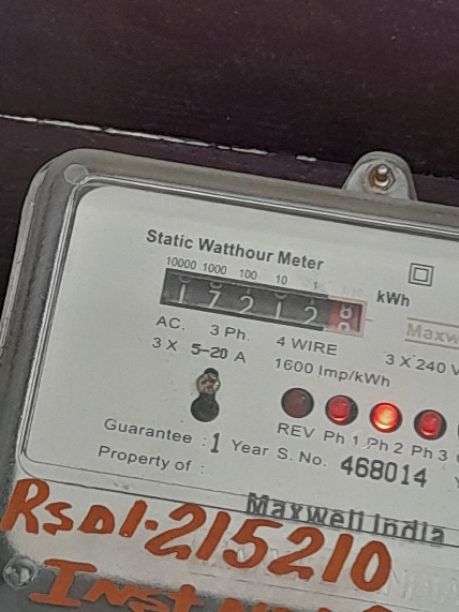 Static Watthour Meter
10000 1000 100 10 1
1 7 2 1 2 8
kWh
Maxw
AC. 3 Ph. 4 WIRE 3 X 240 V
3 X 5-20 A 1600 Imp/kWh
REV Ph 1 Ph 2 Ph 3
Guarantee : 1 Year S. No. 468014
Property of :
Maxwell India
RSD1-215210